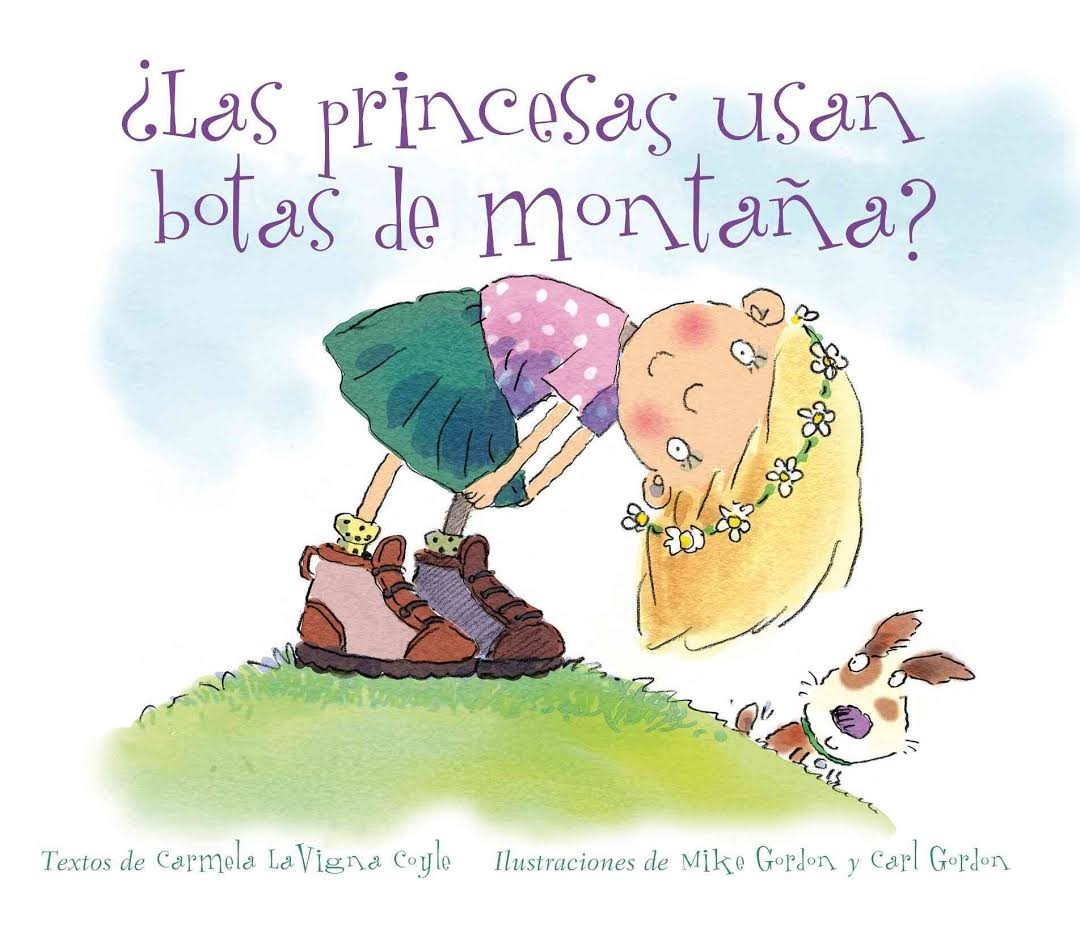 ¿Las princesas usan
botas de montaña?
Textos de Carmela LaVigna Coyle Ilustraciones de Mike Gordon y Carl Gordon